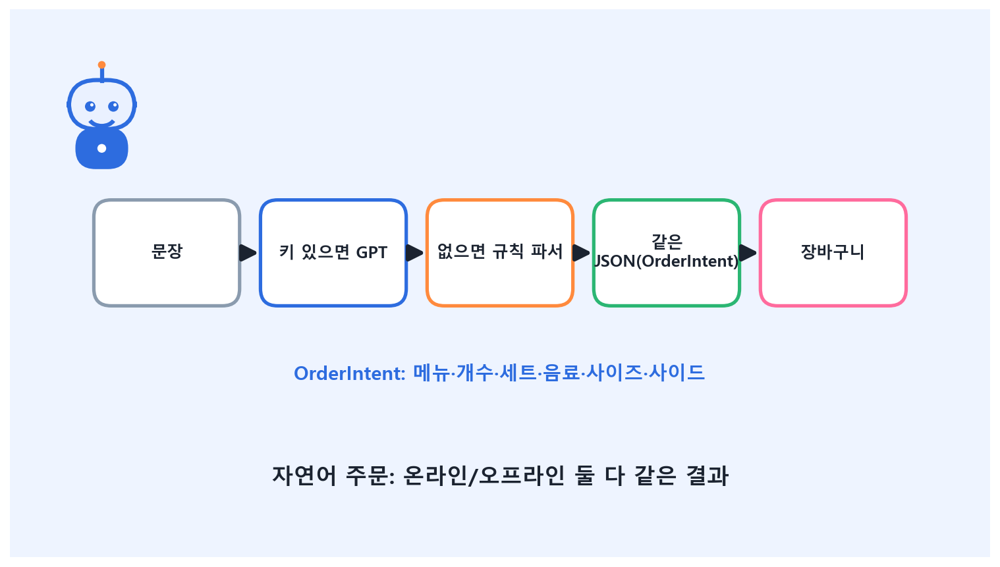 문장
키 있으면 GPT
없으면 규칙 파서
같은
JSON(OrderIntent)
장바구니
OrderIntent: 메뉴·개수·세트·음료·사이즈·사이드
자연어 주문: 온라인/오프라인 둘 다 같은 결과